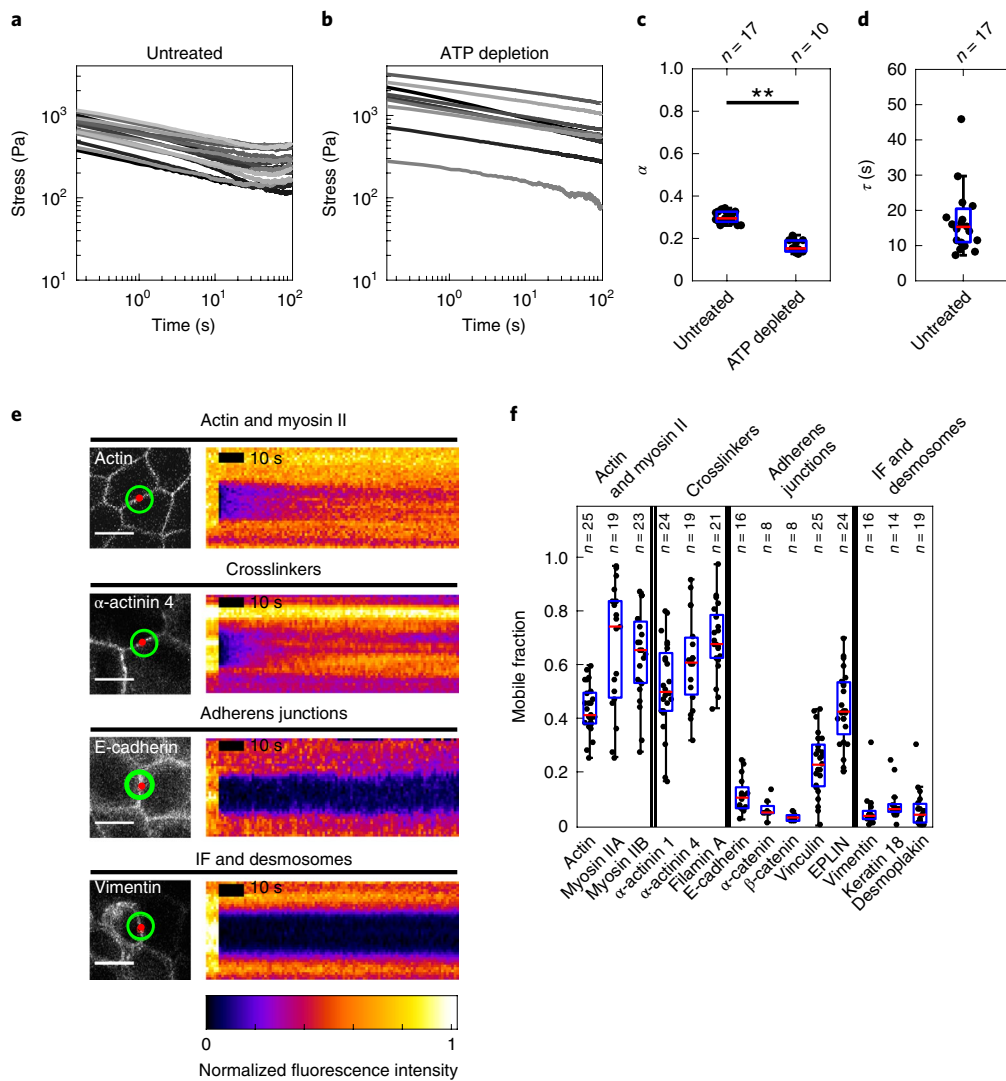 a
Untreated
Stress (Pa)
10³
10²
10¹
10⁰ 10¹ 10²
Time (s)
b
ATP depletion
Stress (Pa)
10³
10²
10¹
10⁰ 10¹ 10²
Time (s)
c
n = 17
n = 10
1.0
0.8
0.6
0.4
0.2
0
α
**
Untreated
ATP depleted
d
n = 17
60
50
40
30
20
10
0
τ (s)
Untreated
e
Actin and myosin II
Actin
10 s
Crosslinkers
α-actinin 4
10 s
Adherens junctions
E-cadherin
10 s
IF and desmosomes
Vimentin
10 s
0 1
Normalized fluorescence intensity
f
Actin
and myosin II
Crosslinkers
Adherens
junctions
IF and
desmosomes
n = 25
n = 19
n = 23
n = 24
n = 19
n = 21
n = 16
n = 8
n = 8
n = 25
n = 24
n = 16
n = 14
n = 19
1.0
0.8
0.6
0.4
0.2
0
Mobile fraction
Actin
Myosin IIA
Myosin IIB
α-actinin 1
α-actinin 4
Filamin A
E-cadherin
α-catenin
β-catenin
Vinculin
EPLIN
Vimentin
Keratin 18
Desmoplakin